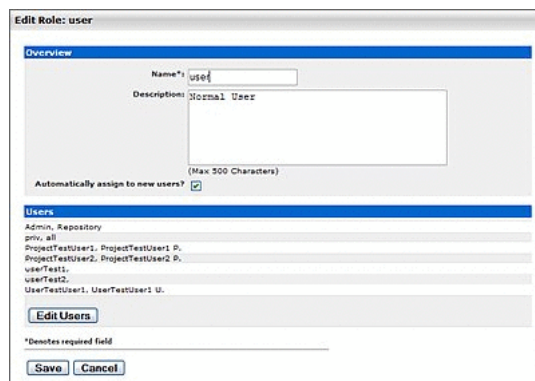 Edit Role: user
Overview
Name*: user
Description: Normal User
(Max 500 Characters)
Automatically assign to new users?
Users
Admin, Repository
priv, all
ProjectTestUser1, ProjectTestUser1 P.
ProjectTestUser2, ProjectTestUser2 P.
userTest1,
userTest2,
UserTestUser1, UserTestUser1 U.
Edit Users
*Denotes required field
Save Cancel